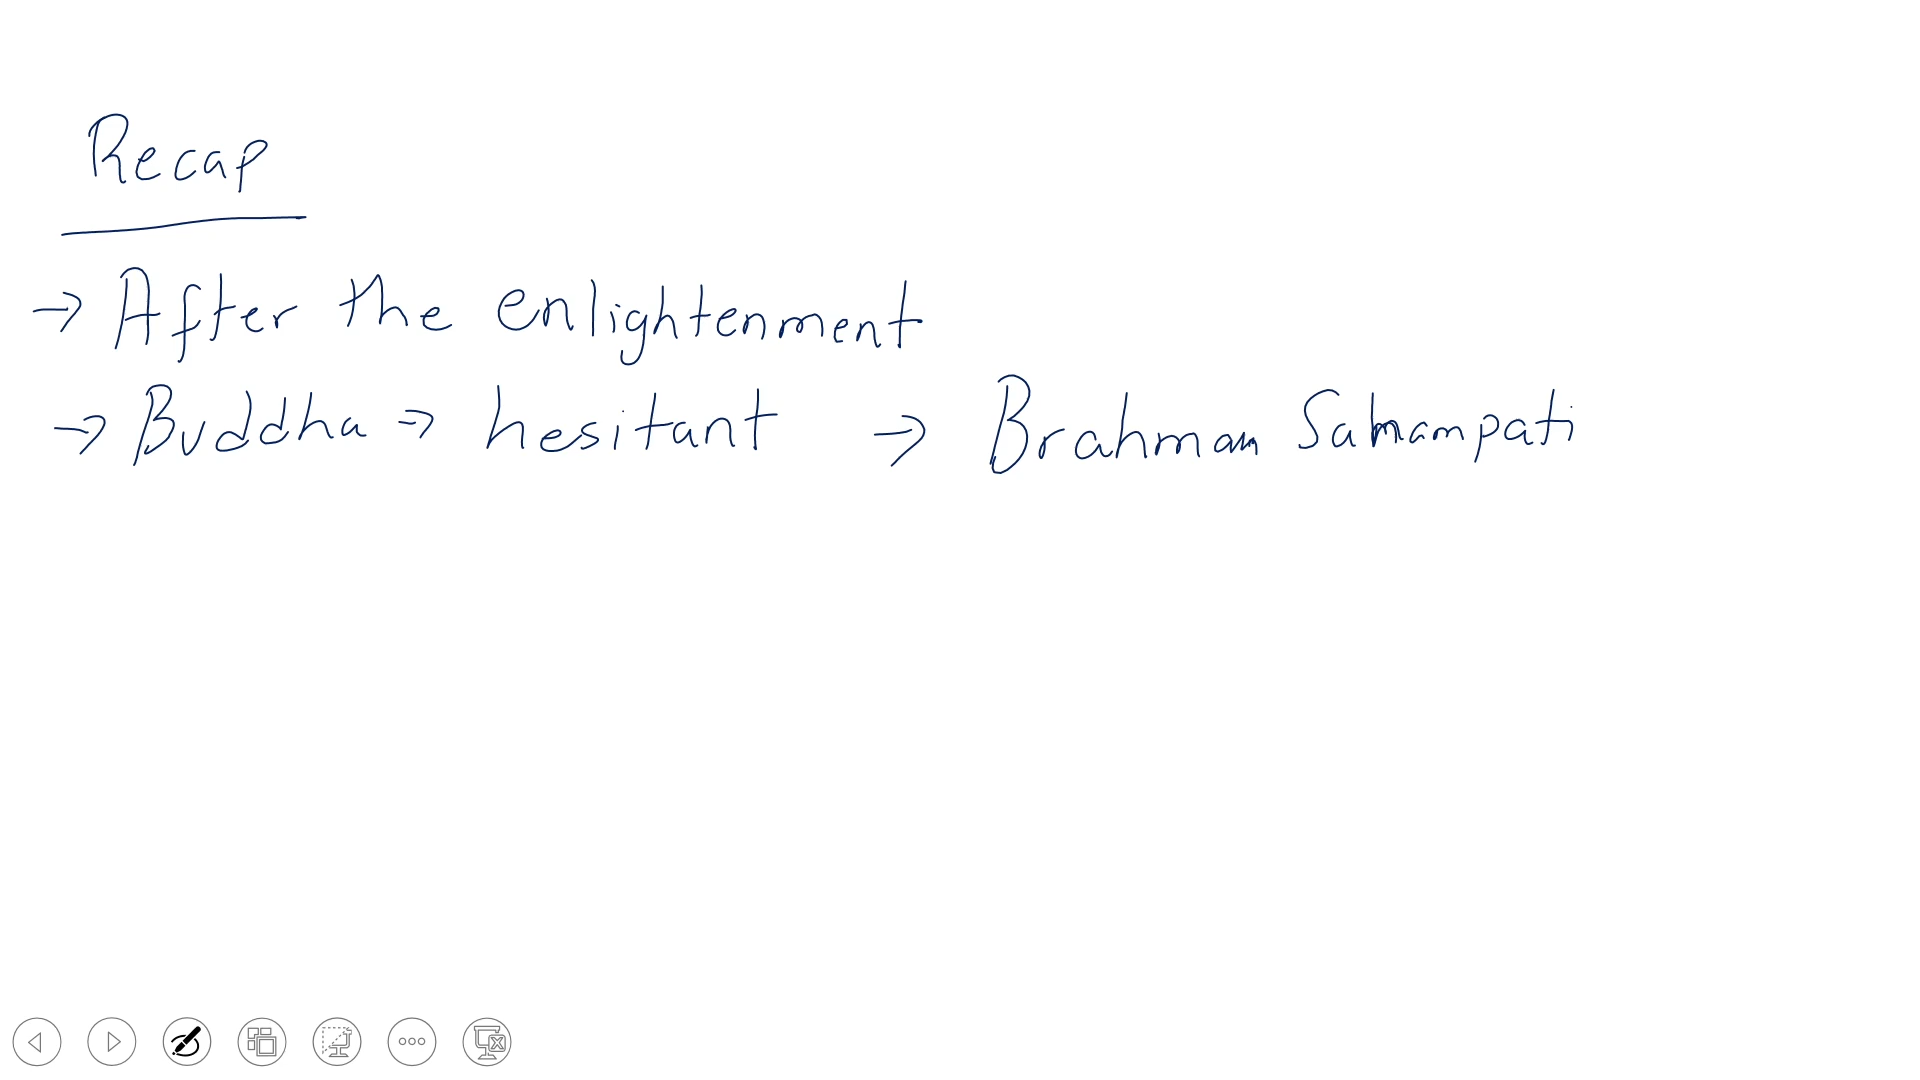 Recap
→ After the enlightenment
→ Buddha → hesitant → Brahman Sahampati